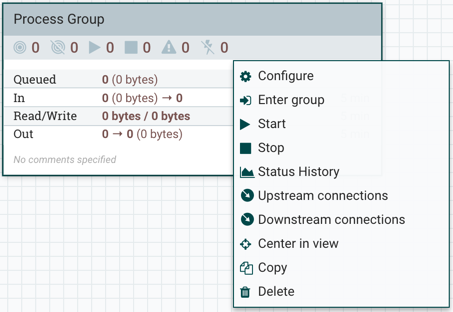 Process Group
0 0 0 0 0 0
Queued 0 (0 bytes)
In 0 (0 bytes) → 0
Read/Write 0 bytes / 0 bytes
Out 0 → 0 (0 bytes)
No comments specified
Configure
Enter group
Start
Stop
Status History
Upstream connections
Downstream connections
Center in view
Copy
Delete